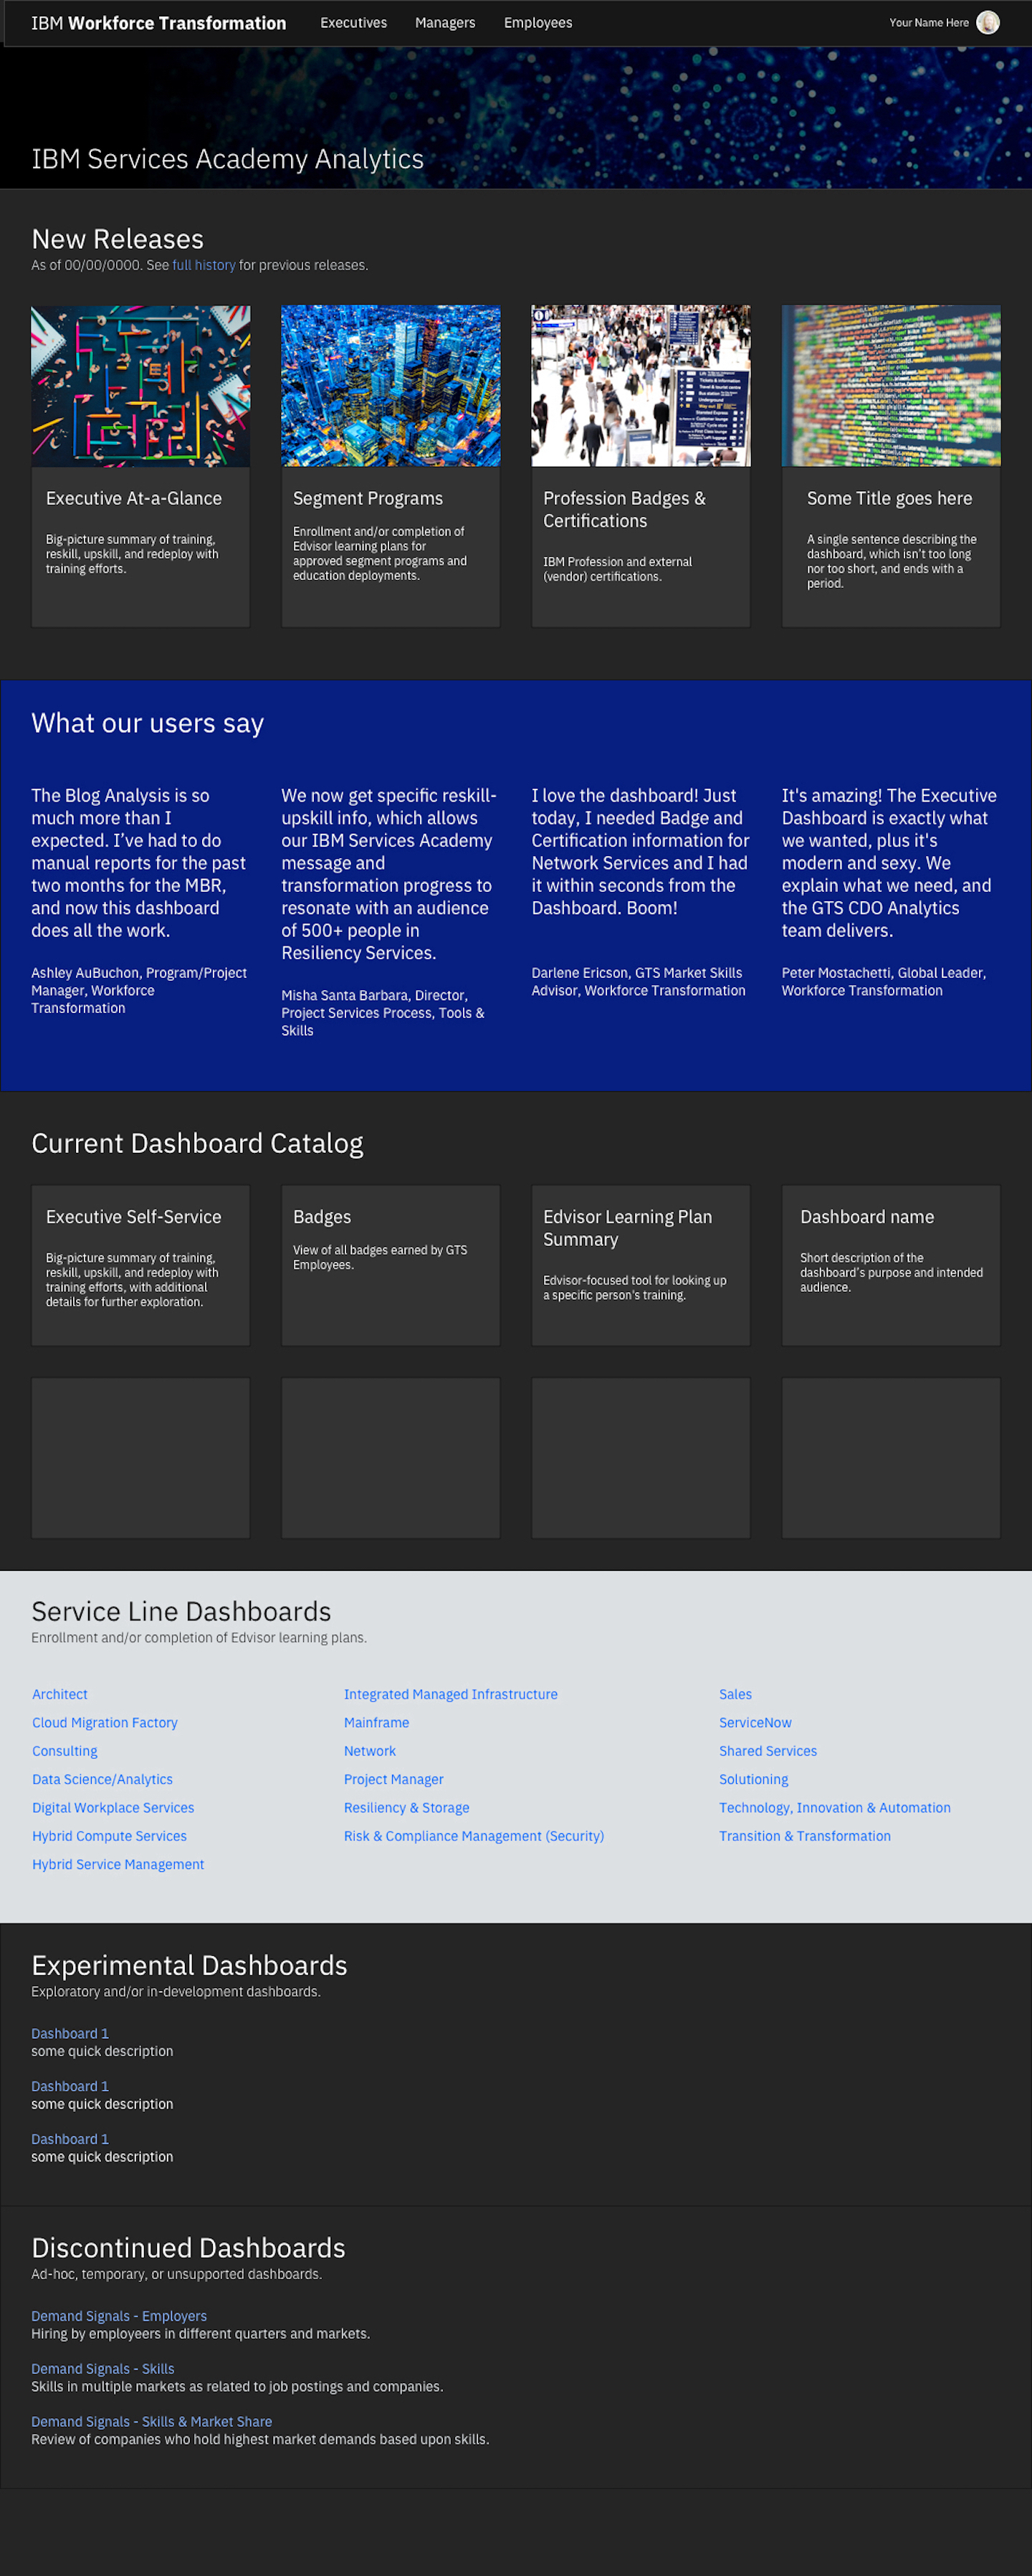 IBM Workforce Transformation
Executives
Managers
Employees
Your Name Here
IBM Services Academy Analytics
New Releases
As of 00/00/0000. See full history for previous releases.
Executive At-a-Glance
Big-picture summary of training,
reskill, upskill, and redeploy with
training efforts.
Segment Programs
Enrollment and/or completion of
Edvisor learning plans for
approved segment programs and
education deployments.
Tickets & information
Underground
Profession Badges &
Certifications
IBM Profession and external
(vendor) certifications.
Some Title goes here
A single sentence describing the
dashboard, which isn't too long
nor too short, and ends with a
period.
What our users say
The Blog Analysis is so
much more than I
expected. I've had to do
manual reports for the past
two months for the MBR,
and now this dashboard
does all the work.
Ashley AuBuchon, Program/Project
Manager, Workforce
Transformation
We now get specific reskill-
upskill info, which allows
our IBM Services Academy
message and
transformation progress to
resonate with an audience
of 500+ people in
Resiliency Services.
Misha Santa Barbara, Director,
Project Services Process, Tools &
Skills
I love the dashboard! Just
today, I needed Badge and
Certification information for
Network Services and I had
it within seconds from the
Dashboard. Boom!
Darlene Ericson, GTS Market Skills
Advisor, Workforce Transformation
It's amazing! The Executive
Dashboard is exactly what
we wanted, plus it's
modern and sexy. We
explain what we need, and
the GTS CDO Analytics
team delivers.
Peter Mostachetti, Global Leader,
Workforce Transformation
Current Dashboard Catalog
Executive Self-Service
Big-picture summary of training,
reskill, upskill, and redeploy with
training efforts, with additional
details for further exploration.
Badges
View of all badges earned by GTS
Employees.
Edvisor Learning Plan
Summary
Edvisor-focused tool for looking up
a specific person's training.
Dashboard name
Short description of the
dashboard's purpose and intended
audience.
Service Line Dashboards
Enrollment and/or completion of Edvisor learning plans.
Architect
Cloud Migration Factory
Consulting
Data Science/Analytics
Digital Workplace Services
Hybrid Compute Services
Hybrid Service Management
Integrated Managed Infrastructure
Mainframe
Network
Project Manager
Resiliency & Storage
Risk & Compliance Management (Security)
Sales
ServiceNow
Shared Services
Solutioning
Technology, Innovation & Automation
Transition & Transformation
Experimental Dashboards
Exploratory and/or in-development dashboards.
Dashboard 1
some quick description
Dashboard 1
some quick description
Dashboard 1
some quick description
Discontinued Dashboards
Ad-hoc, temporary, or unsupported dashboards.
Demand Signals - Employers
Hiring by employeers in different quarters and markets.
Demand Signals - Skills
Skills in multiple markets as related to job postings and companies.
Demand Signals - Skills & Market Share
Review of companies who hold highest market demands based upon skills.